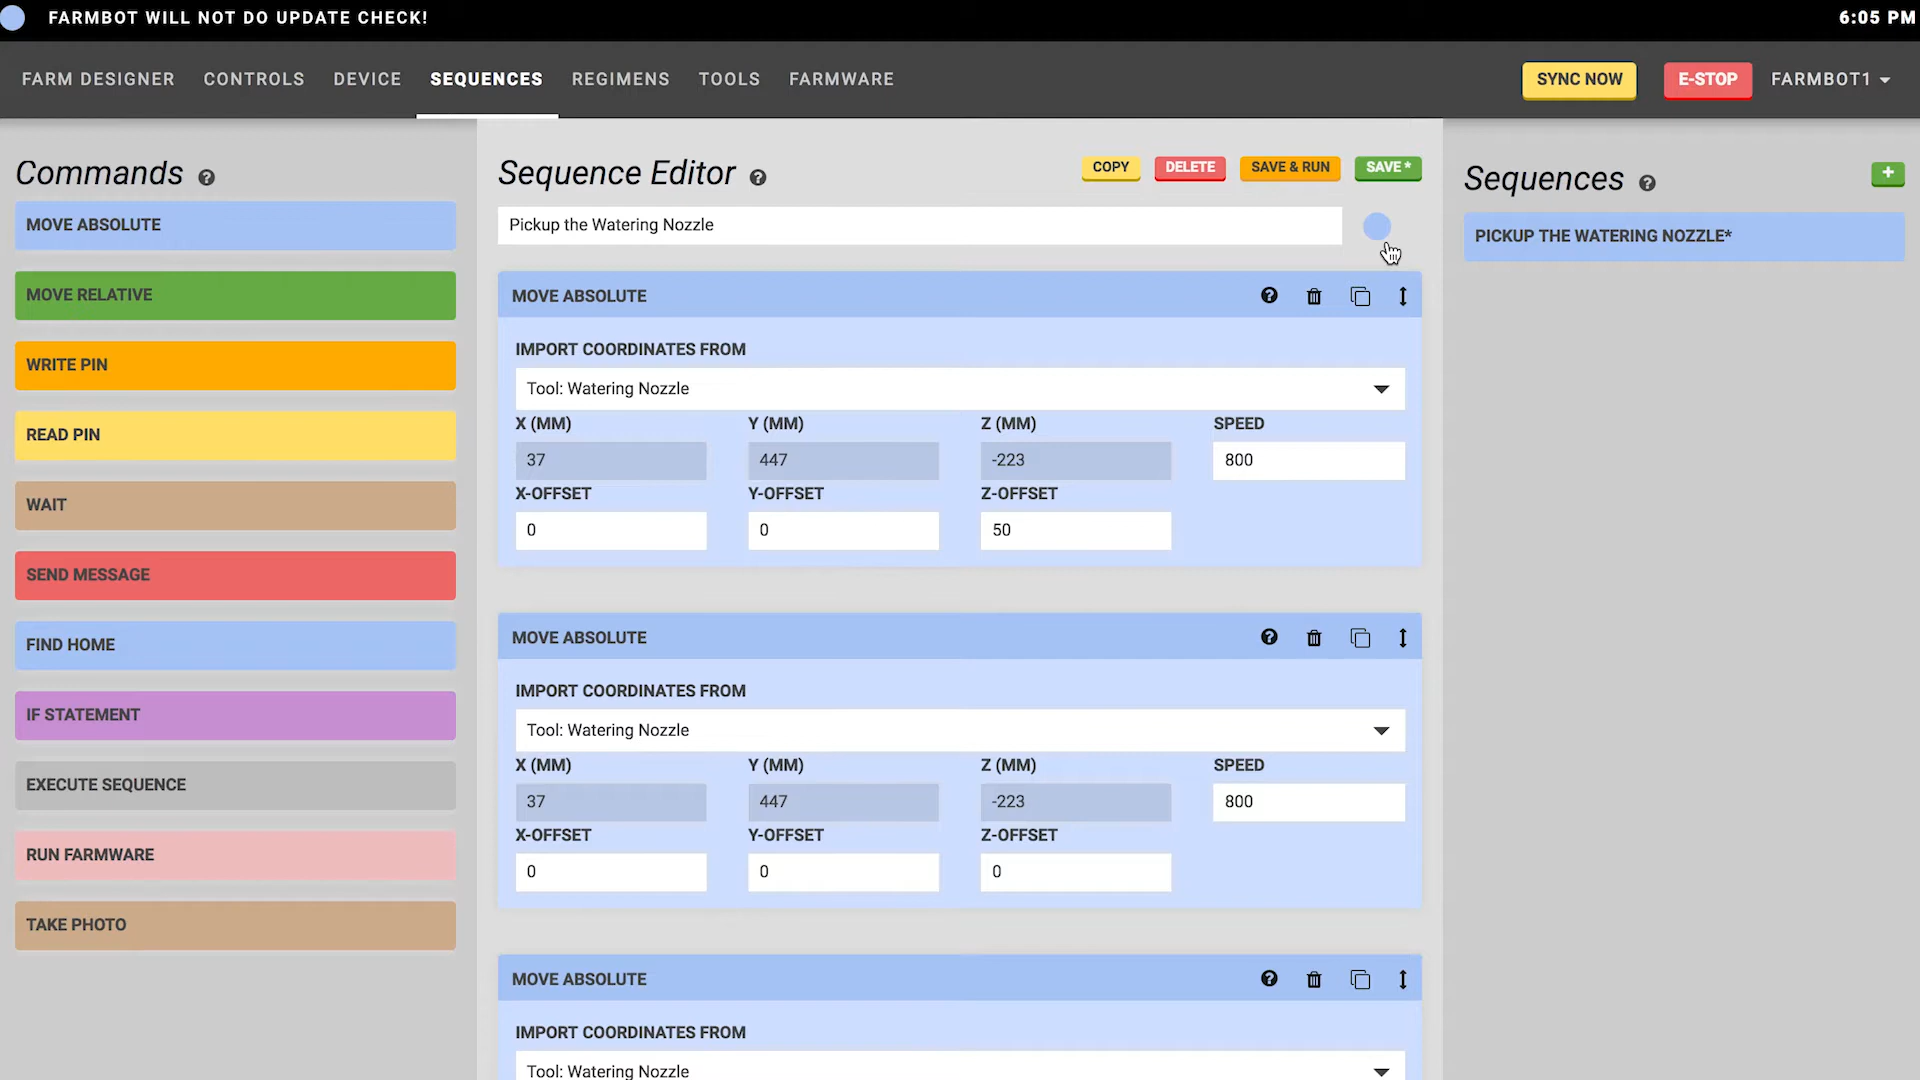 FARMBOT WILL NOT DO UPDATE CHECK!
6:05 PM
FARM DESIGNER CONTROLS DEVICE SEQUENCES REGIMENS TOOLS FARMWARE
SYNC NOW E-STOP FARMBOT1
Commands
MOVE ABSOLUTE
MOVE RELATIVE
WRITE PIN
READ PIN
WAIT
SEND MESSAGE
FIND HOME
IF STATEMENT
EXECUTE SEQUENCE
RUN FARMWARE
TAKE PHOTO
Sequence Editor
COPY DELETE SAVE & RUN SAVE *
Pickup the Watering Nozzle
MOVE ABSOLUTE
IMPORT COORDINATES FROM
Tool: Watering Nozzle
X (MM) Y (MM) Z (MM) SPEED
37 447 -223 800
X-OFFSET Y-OFFSET Z-OFFSET
0 0 50
MOVE ABSOLUTE
IMPORT COORDINATES FROM
Tool: Watering Nozzle
X (MM) Y (MM) Z (MM) SPEED
37 447 -223 800
X-OFFSET Y-OFFSET Z-OFFSET
0 0 0
MOVE ABSOLUTE
IMPORT COORDINATES FROM
Tool: Watering Nozzle
Sequences
+
PICKUP THE WATERING NOZZLE*